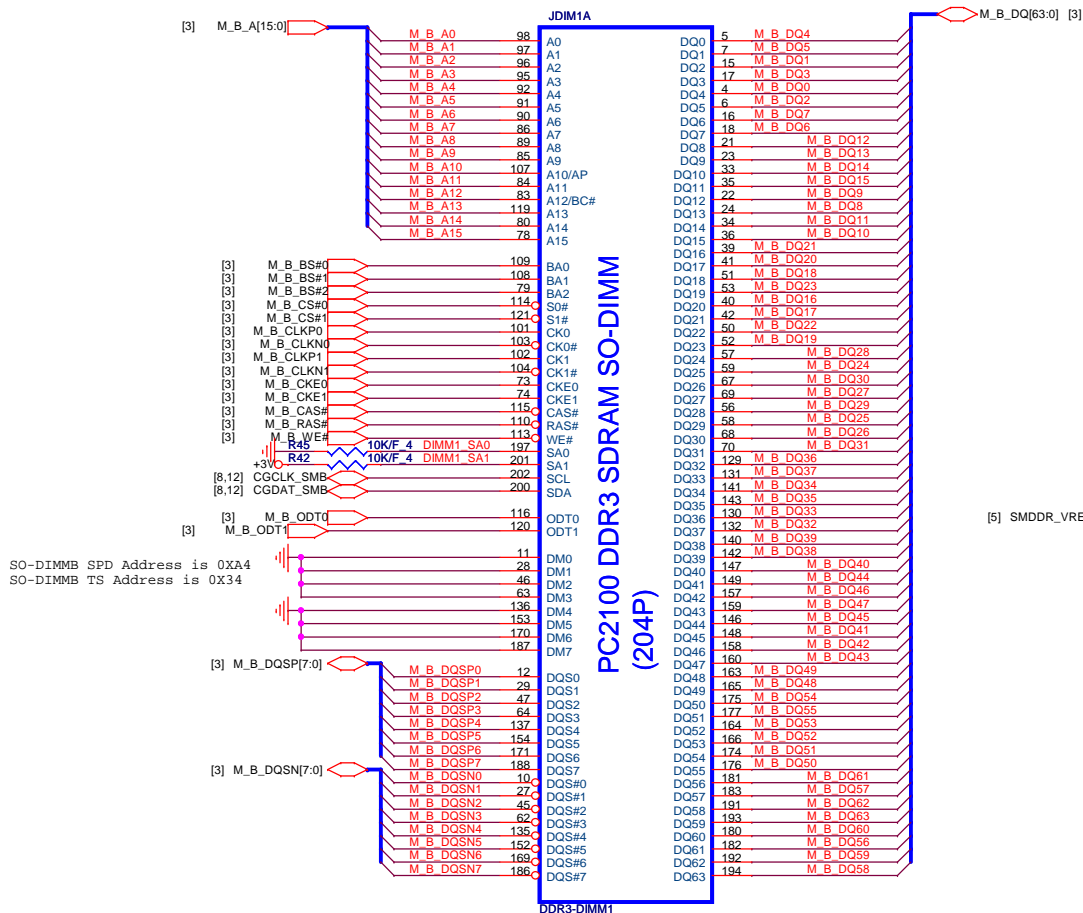 JDIM1A
[3] M_B_A[15:0]
M_B_A0 98 A0
M_B_A1 97 A1
M_B_A2 96 A2
M_B_A3 95 A3
M_B_A4 92 A4
M_B_A5 91 A5
M_B_A6 90 A6
M_B_A7 86 A7
M_B_A8 89 A8
M_B_A9 85 A9
M_B_A10 107 A10/AP
M_B_A11 84 A11
M_B_A12 83 A12/BC#
M_B_A13 119 A13
M_B_A14 80 A14
M_B_A15 78 A15
[3] M_B_BS#0 109 BA0
[3] M_B_BS#1 108 BA1
[3] M_B_BS#2 79 BA2
[3] M_B_CS#0 114 S0#
[3] M_B_CS#1 121 S1#
[3] M_B_CLKP0 101 CK0
[3] M_B_CLKN0 103 CK0#
[3] M_B_CLKP1 102 CK1
[3] M_B_CLKN1 104 CK1#
[3] M_B_CKE0 73 CKE0
[3] M_B_CKE1 74 CKE1
[3] M_B_CAS# 115 CAS#
[3] M_B_RAS# 110 RAS#
[3] M_B_WE# 113 WE#
R45 10K/F_4 DIMM1_SA0 197 SA0
+3V R42 10K/F_4 DIMM1_SA1 201 SA1
[8,12] CGCLK_SMB 202 SCL
[8,12] CGDAT_SMB 200 SDA
[3] M_B_ODT0 116 ODT0
[3] M_B_ODT1 120 ODT1
SO-DIMMB SPD Address is 0XA4
SO-DIMMB TS Address is 0X34
11 DM0
28 DM1
46 DM2
63 DM3
136 DM4
153 DM5
170 DM6
187 DM7
[3] M_B_DQSP[7:0]
M_B_DQSP0 12 DQS0
M_B_DQSP1 29 DQS1
M_B_DQSP2 47 DQS2
M_B_DQSP3 64 DQS3
M_B_DQSP4 137 DQS4
M_B_DQSP5 154 DQS5
M_B_DQSP6 171 DQS6
M_B_DQSP7 188 DQS7
[3] M_B_DQSN[7:0]
M_B_DQSN0 10 DQS#0
M_B_DQSN1 27 DQS#1
M_B_DQSN2 45 DQS#2
M_B_DQSN3 62 DQS#3
M_B_DQSN4 135 DQS#4
M_B_DQSN5 152 DQS#5
M_B_DQSN6 169 DQS#6
M_B_DQSN7 186 DQS#7
PC2100 DDR3 SDRAM SO-DIMM
(204P)
DDR3-DIMM1
M_B_DQ[63:0] [3]
DQ0 5 M_B_DQ4
DQ1 7 M_B_DQ5
DQ2 15 M_B_DQ1
DQ3 17 M_B_DQ3
DQ4 4 M_B_DQ0
DQ5 6 M_B_DQ2
DQ6 16 M_B_DQ7
DQ7 18 M_B_DQ6
DQ8 21 M_B_DQ12
DQ9 23 M_B_DQ13
DQ10 33 M_B_DQ14
DQ11 35 M_B_DQ15
DQ12 22 M_B_DQ9
DQ13 24 M_B_DQ8
DQ14 34 M_B_DQ11
DQ15 36 M_B_DQ10
DQ16 39 M_B_DQ21
DQ17 41 M_B_DQ20
DQ18 51 M_B_DQ18
DQ19 53 M_B_DQ23
DQ20 40 M_B_DQ16
DQ21 42 M_B_DQ17
DQ22 50 M_B_DQ22
DQ23 52 M_B_DQ19
DQ24 57 M_B_DQ28
DQ25 59 M_B_DQ24
DQ26 67 M_B_DQ30
DQ27 69 M_B_DQ27
DQ28 56 M_B_DQ29
DQ29 58 M_B_DQ25
DQ30 68 M_B_DQ26
DQ31 70 M_B_DQ31
DQ32 129 M_B_DQ36
DQ33 131 M_B_DQ37
DQ34 141 M_B_DQ34
DQ35 143 M_B_DQ35
DQ36 130 M_B_DQ33
DQ37 132 M_B_DQ32
DQ38 140 M_B_DQ39
DQ39 142 M_B_DQ38
DQ40 147 M_B_DQ40
DQ41 149 M_B_DQ44
DQ42 157 M_B_DQ46
DQ43 159 M_B_DQ47
DQ44 146 M_B_DQ45
DQ45 148 M_B_DQ41
DQ46 158 M_B_DQ42
DQ47 160 M_B_DQ43
DQ48 163 M_B_DQ49
DQ49 165 M_B_DQ48
DQ50 175 M_B_DQ54
DQ51 177 M_B_DQ55
DQ52 164 M_B_DQ53
DQ53 166 M_B_DQ52
DQ54 174 M_B_DQ51
DQ55 176 M_B_DQ50
DQ56 181 M_B_DQ61
DQ57 183 M_B_DQ57
DQ58 191 M_B_DQ62
DQ59 193 M_B_DQ63
DQ60 180 M_B_DQ60
DQ61 182 M_B_DQ56
DQ62 192 M_B_DQ59
DQ63 194 M_B_DQ58
[5] SMDDR_VRE